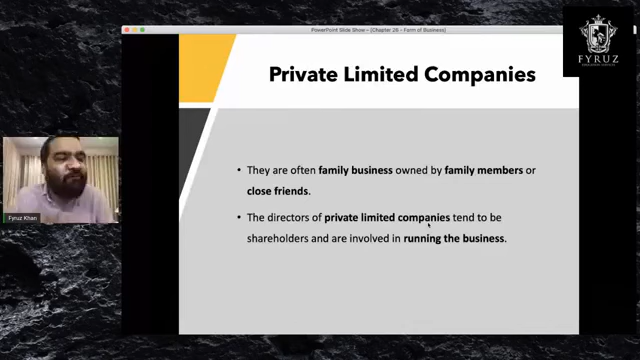 PowerPoint Slide Show - [Chapter 26 - Form of Business]
FYRUZ
Private Limited Companies
• They are often family business owned by family members or
close friends.
• The directors of private limited companies tend to be
shareholders and are involved in running the business.
Fyruz Khan